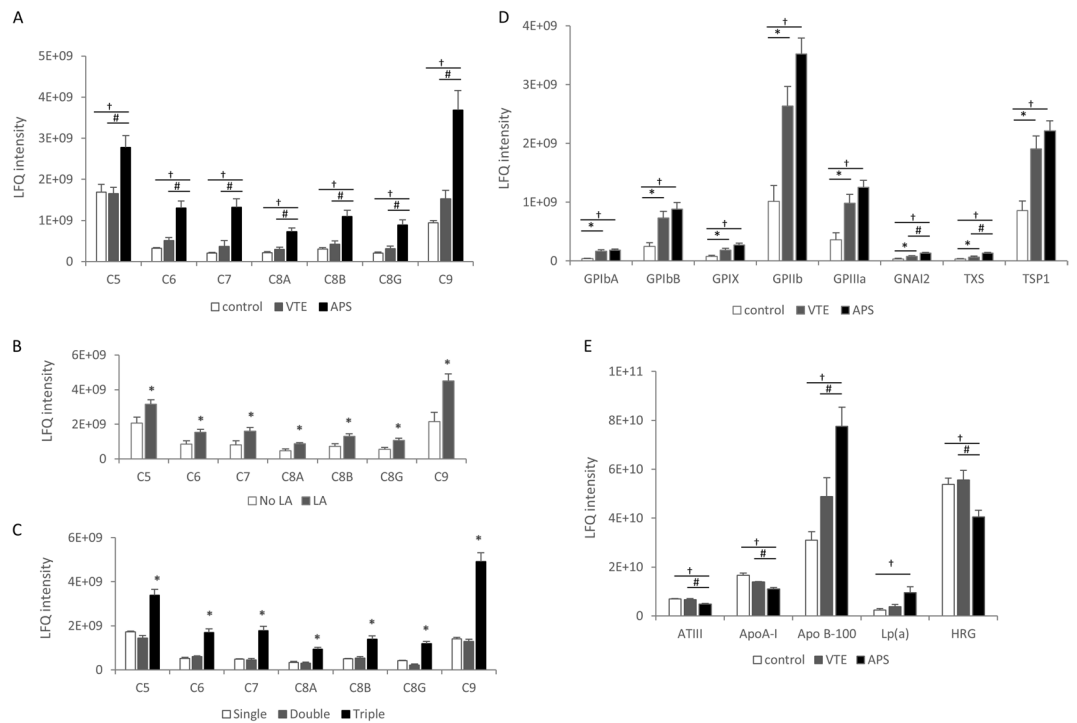 A
LFQ intensity
5E+09
4E+09
3E+09
2E+09
1E+09
0
†
#
†
#
†
#
†
#
†
#
†
#
†
#
C5 C6 C7 C8A C8B C8G C9
control VTE APS
B
LFQ intensity
6E+09
4E+09
2E+09
0
* * * * * * *
C5 C6 C7 C8A C8B C8G C9
No LA LA
C
LFQ intensity
6E+09
4E+09
2E+09
0
* * * * * * *
C5 C6 C7 C8A C8B C8G C9
Single Double Triple
D
LFQ intensity
4E+09
3E+09
2E+09
1E+09
0
†
*
†
*
†
*
†
*
†
*
†
#
*
†
#
*
†
*
GPIbA GPIbB GPIX GPIIb GPIIIa GNAI2 TXS TSP1
control VTE APS
E
LFQ intensity
1E+11
8E+10
6E+10
4E+10
2E+10
0
†
#
†
#
†
#
†
†
#
ATIII ApoA-I Apo B-100 Lp(a) HRG
control VTE APS